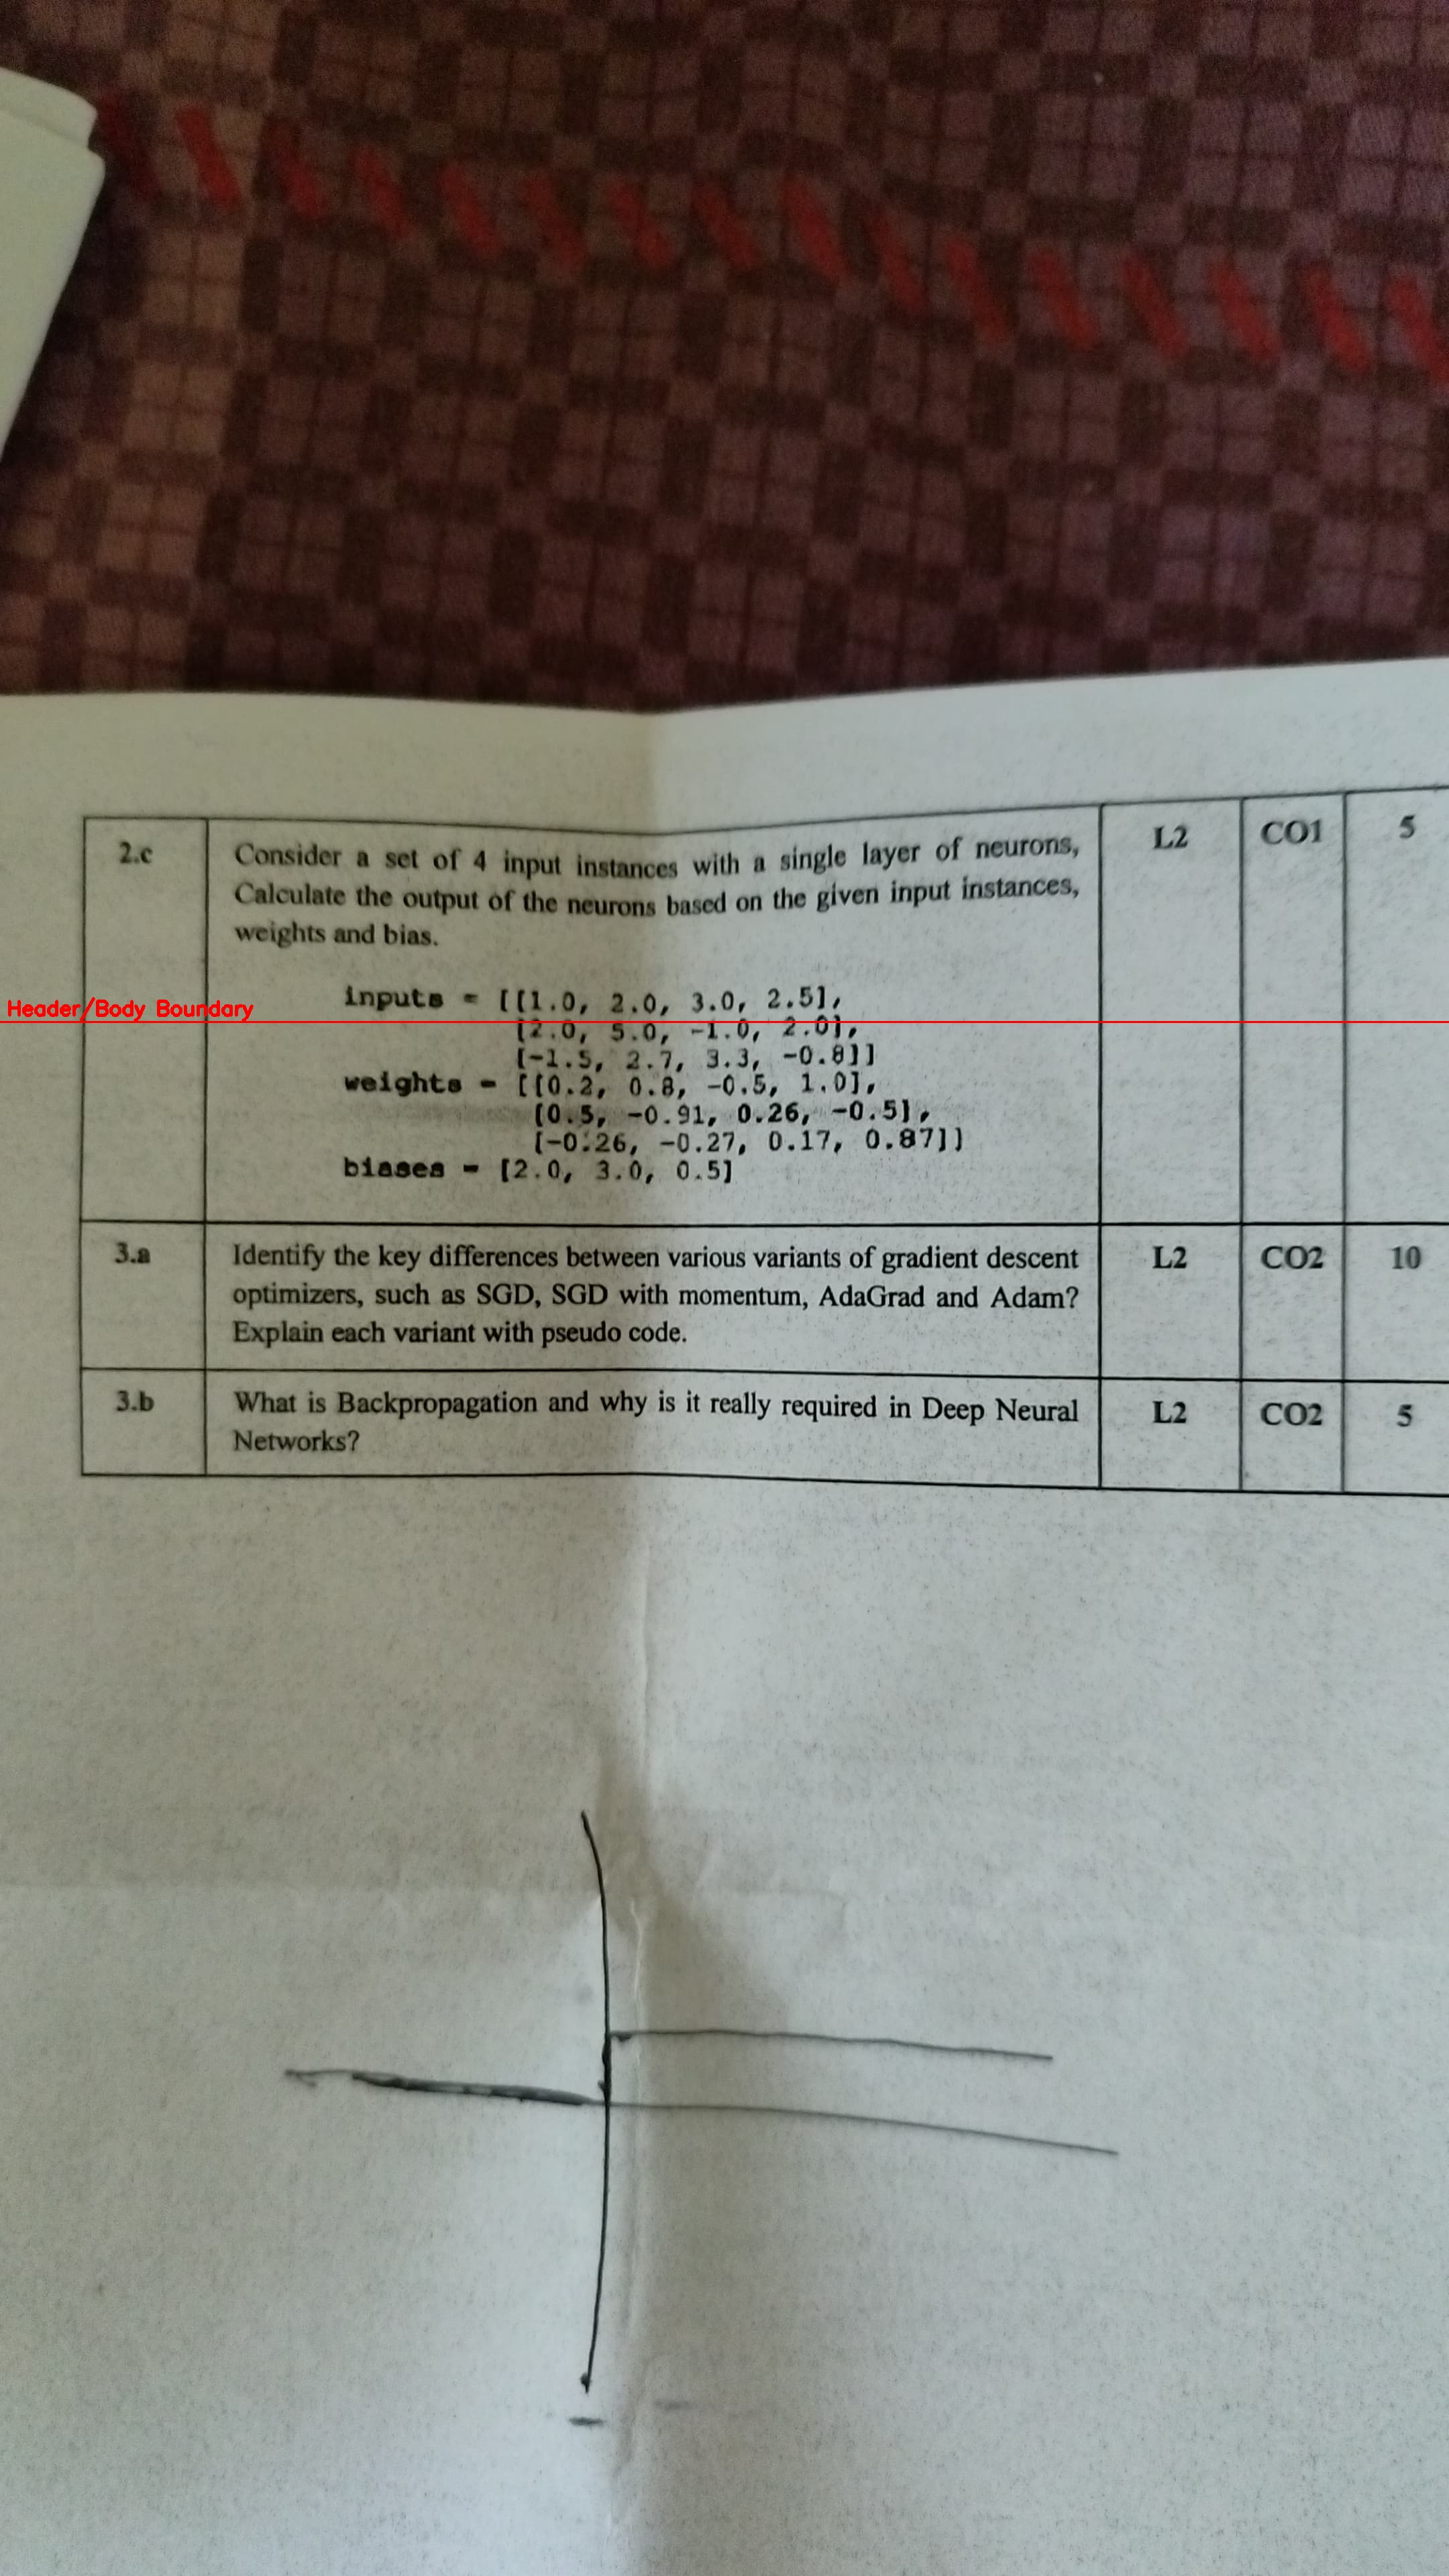 2.c Consider a set of 4 input instances with a single layer of neurons, L2 CO1 5
Calculate the output of the neurons based on the given input instances,
weights and bias.
inputs = [[1.0, 2.0, 3.0, 2.5],
Header/Body Boundary
[2.0, 5.0, -1.0, 2.0],
[-1.5, 2.7, 3.3, -0.8]]
weights = [[0.2, 0.8, -0.5, 1.0],
[0.5, -0.91, 0.26, -0.5],
[-0.26, -0.27, 0.17, 0.87]]
biases = [2.0, 3.0, 0.5]
3.a Identify the key differences between various variants of gradient descent L2 CO2 10
optimizers, such as SGD, SGD with momentum, AdaGrad and Adam?
Explain each variant with pseudo code.
3.b What is Backpropagation and why is it really required in Deep Neural L2 CO2 5
Networks?